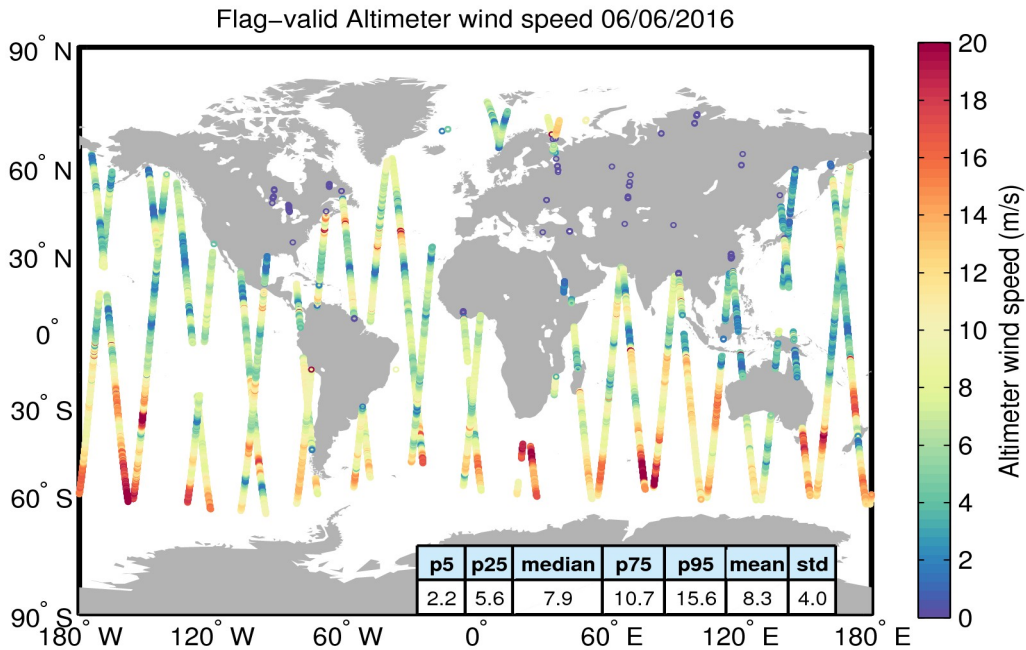 Flag−valid Altimeter wind speed 06/06/2016
90° N
60° N
30° N
0°
30° S
60° S
90° S
180° W
120° W
60° W
0°
60° E
120° E
180° E
p5 p25 median p75 p95 mean std
2.2 5.6 7.9 10.7 15.6 8.3 4.0
20
18
16
14
12
10
8
6
4
2
0
Altimeter wind speed (m/s)